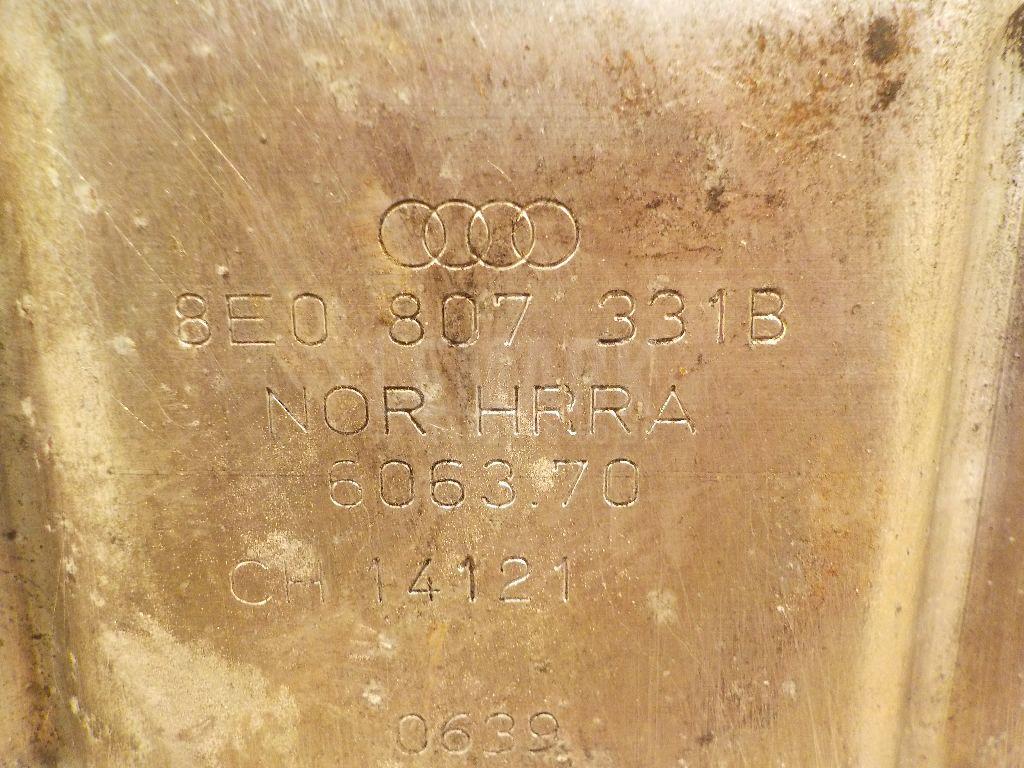 8E0 807 331B
NOR HRRA
6063.70
CH 14121
0639